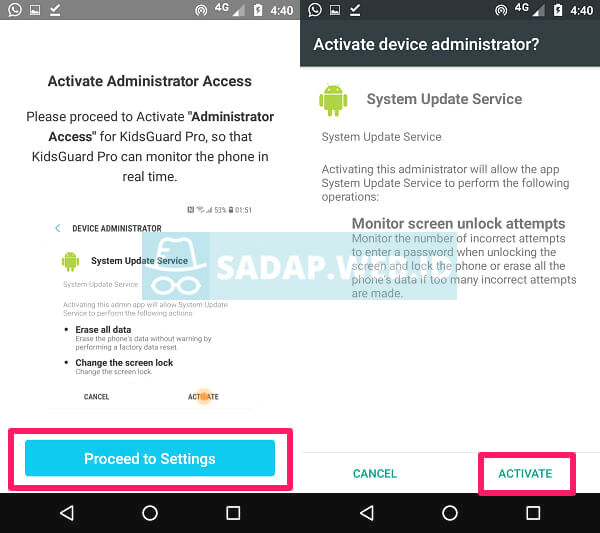 4G 4:40
Activate Administrator Access
Please proceed to Activate "Administrator
Access" for KidsGuard Pro, so that
KidsGuard Pro can monitor the phone in
real time.
53% 01:51
DEVICE ADMINISTRATOR
System Update Service
System Update Service
Activating this admin app will allow System Update
Service to perform the following actions:
• Erase all data
Erase the phone's data without warning by
performing a factory data reset.
• Change the screen lock
Change the screen lock.
CANCEL ACTIVATE
Proceed to Settings
4G 4:40
Activate device administrator?
System Update Service
System Update Service
Activating this administrator will allow the app
System Update Service to perform the following
operations:
Monitor screen unlock attempts
Monitor the number of incorrect attempts
to enter password when unlocking the
screen and lock the phone or erase all the
phone's data if too many incorrect attempts
are made.
CANCEL ACTIVATE
SADAP.WEB.ID